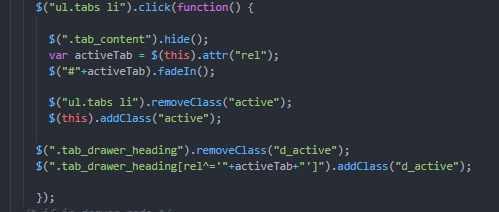 $("ul.tabs li").click(function() {
$(".tab_content").hide();
var activeTab = $(this).attr("rel");
$("#"+activeTab).fadeIn();
$("ul.tabs li").removeClass("active");
$(this).addClass("active");
$(".tab_drawer_heading").removeClass("d_active");
$(".tab_drawer_heading[rel^='"+activeTab+"']").addClass("d_active");
});